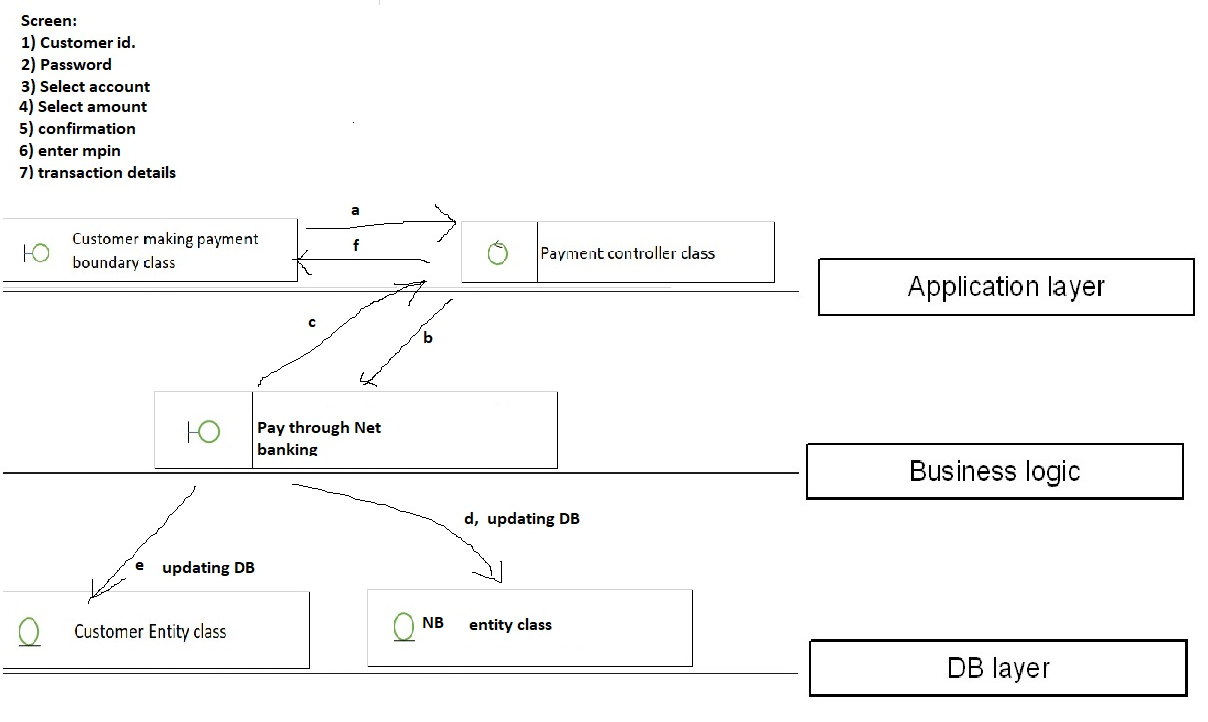 Screen:
1) Customer id.
2) Password
3) Select account
4) Select amount
5) confirmation
6) enter mpin
7) transaction details
a
Customer making payment
boundary class
f
Payment controller class
Application layer
c
b
Pay through Net
banking
Business logic
d, updating DB
e updating DB
Customer Entity class
NB entity class
DB layer